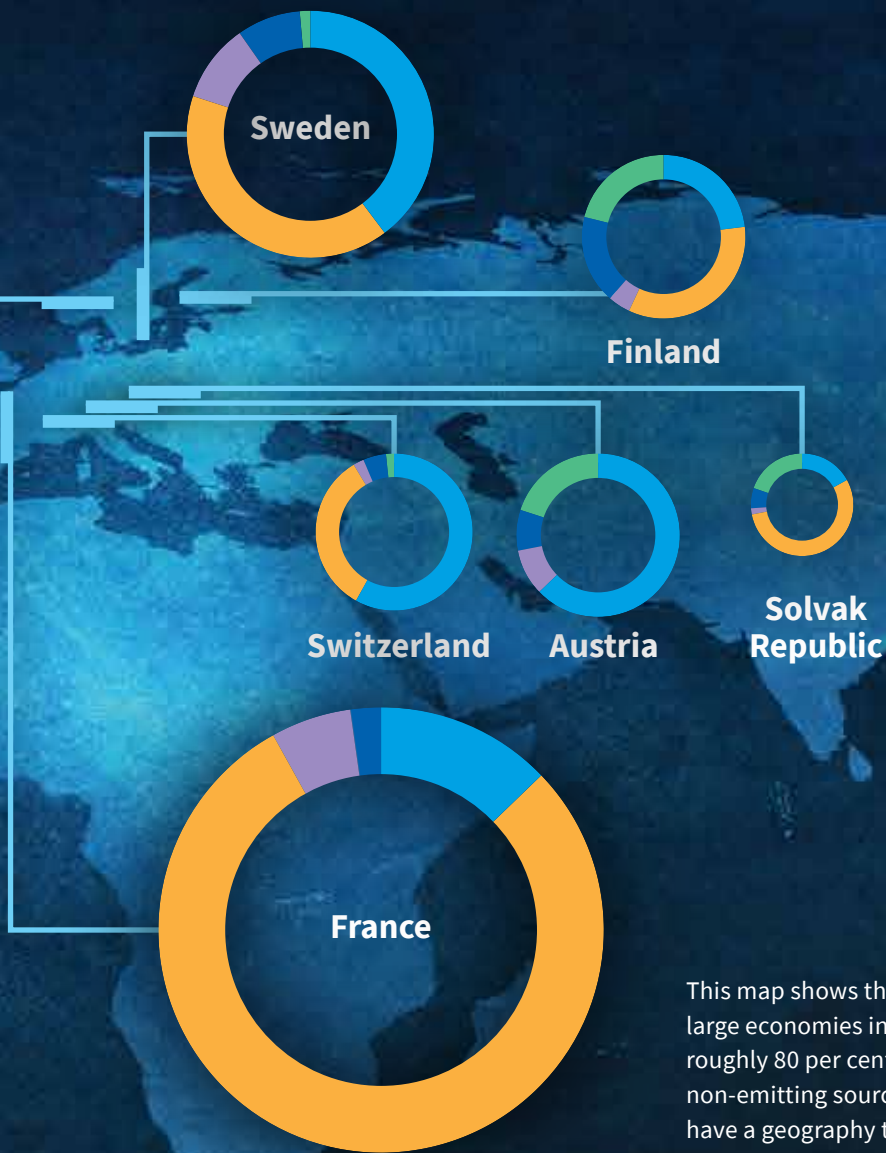 Sweden
Finland
Switzerland
Austria
Solvak
Republic
France
This map shows th
large economies in
roughly 80 per cent
non-emitting sourc
have a geography t